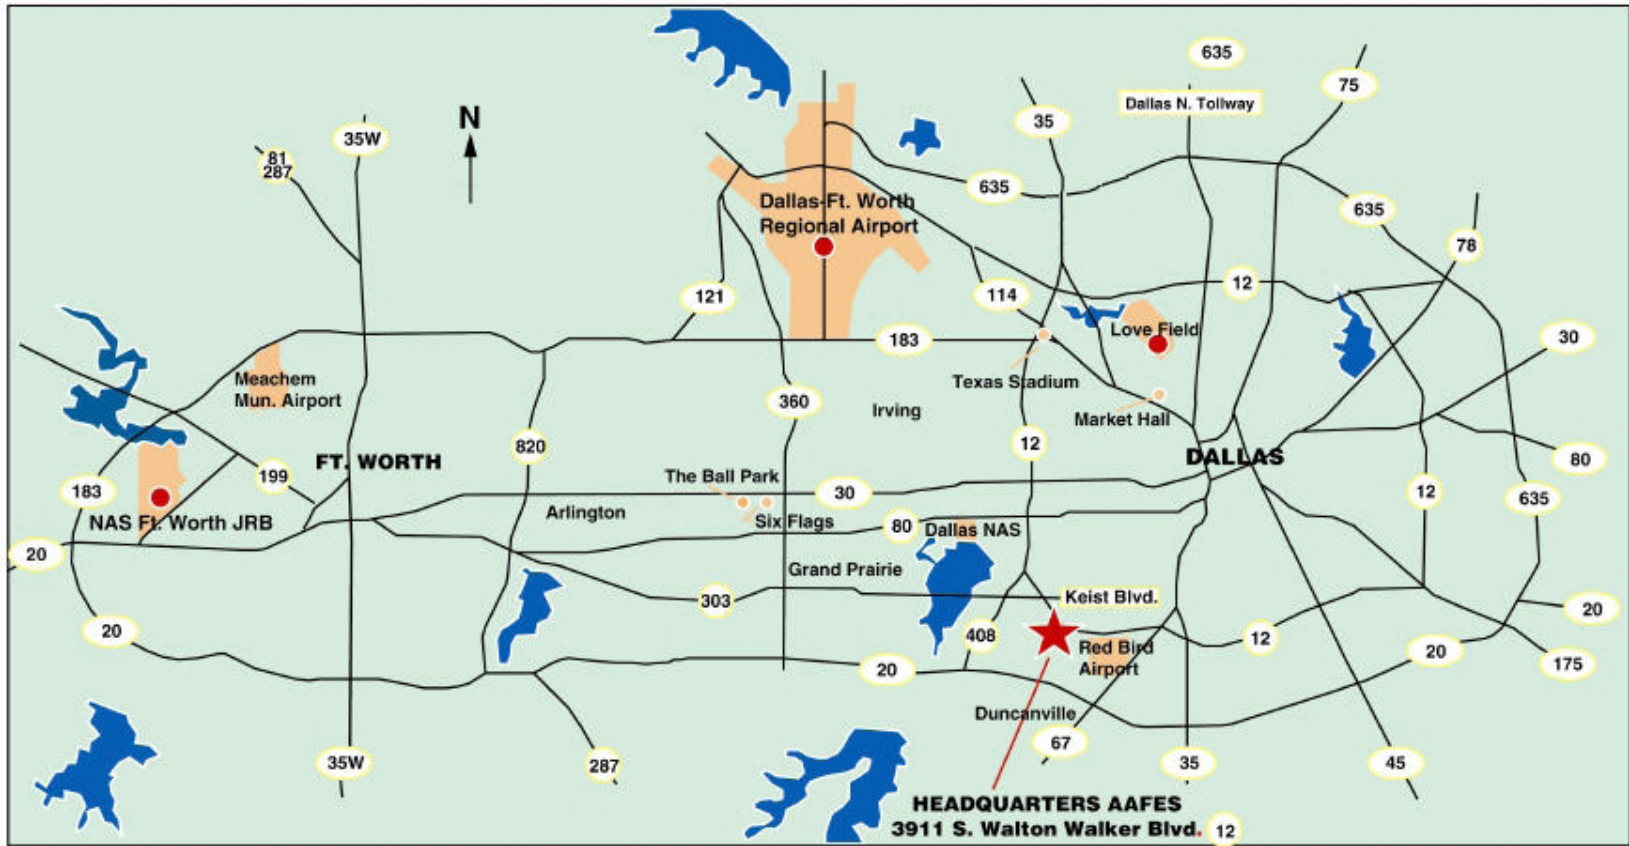 635
75
Dallas N. Tollway
35
N
35W
81
287
635
Dallas-Ft. Worth
Regional Airport
635
78
121
114
12
Love Field
183
30
Texas Stadium
Meachem
Mun. Airport
360
Irving
Market Hall
820
12
DALLAS
FT. WORTH
80
199
The Ball Park
183
30
12
635
NAS Ft. Worth JRB
Arlington
Six Flags
80
Dallas NAS
20
Grand Prairie
303
Keist Blvd.
20
20
408
12
Red Bird
Airport
20
175
20
Duncanville
67
35W
287
35
45
HEADQUARTERS AAFES
3911 S. Walton Walker Blvd. 12